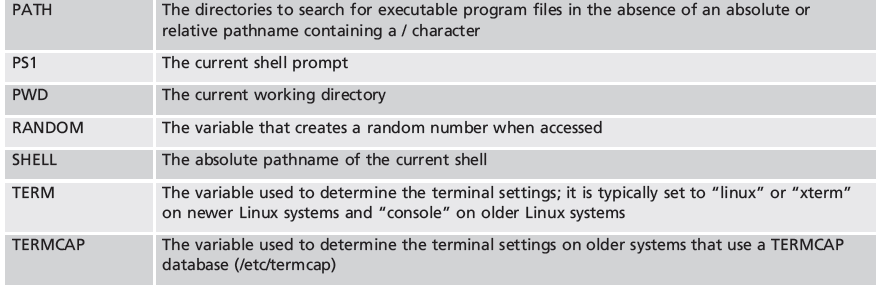 PATH The directories to search for executable program files in the absence of an absolute or
relative pathname containing a / character
PS1 The current shell prompt
PWD The current working directory
RANDOM The variable that creates a random number when accessed
SHELL The absolute pathname of the current shell
TERM The variable used to determine the terminal settings; it is typically set to “linux” or “xterm”
on newer Linux systems and “console” on older Linux systems
TERMCAP The variable used to determine the terminal settings on older systems that use a TERMCAP
database (/etc/termcap)